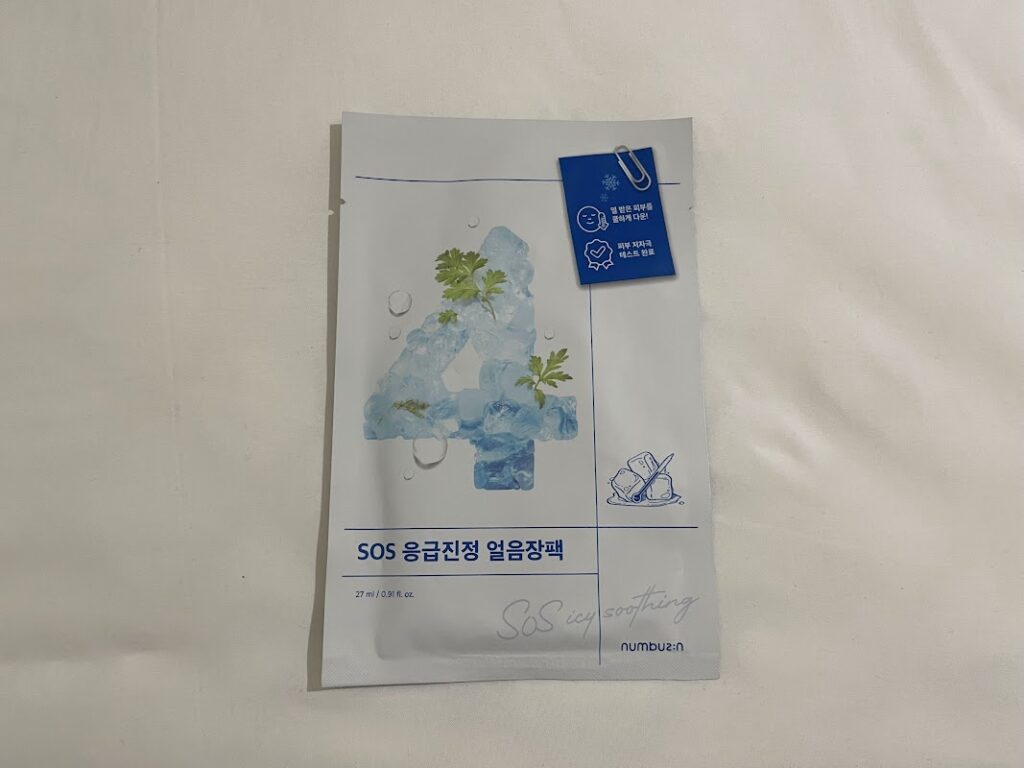 열 받은 피부를
쿨하게 다운!
피부 저자극
테스트 완료
4
SOS 응급진정 얼음장팩
27 ml / 0.91 fl. oz.
SOS icy soothing
numbuz:n